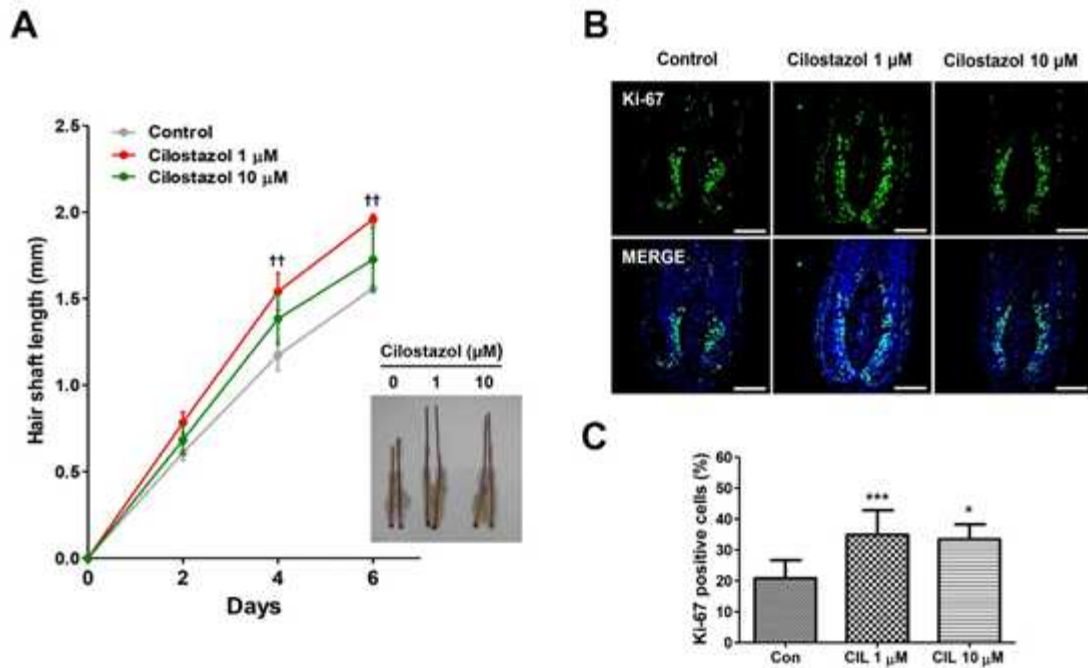 A
2.5
2.0
1.5
1.0
0.5
0.0
Hair shaft length (mm)
Control
Cilostazol 1 μM
Cilostazol 10 μM
††
††
0
2
4
6
Days
Cilostazol (μM)
0 1 10
B
Control Cilostazol 1 μM Cilostazol 10 μM
Ki-67
MERGE
C
60
50
40
30
20
10
0
Ki-67 positive cells (%)
***
*
Con CIL 1 μM CIL 10 μM